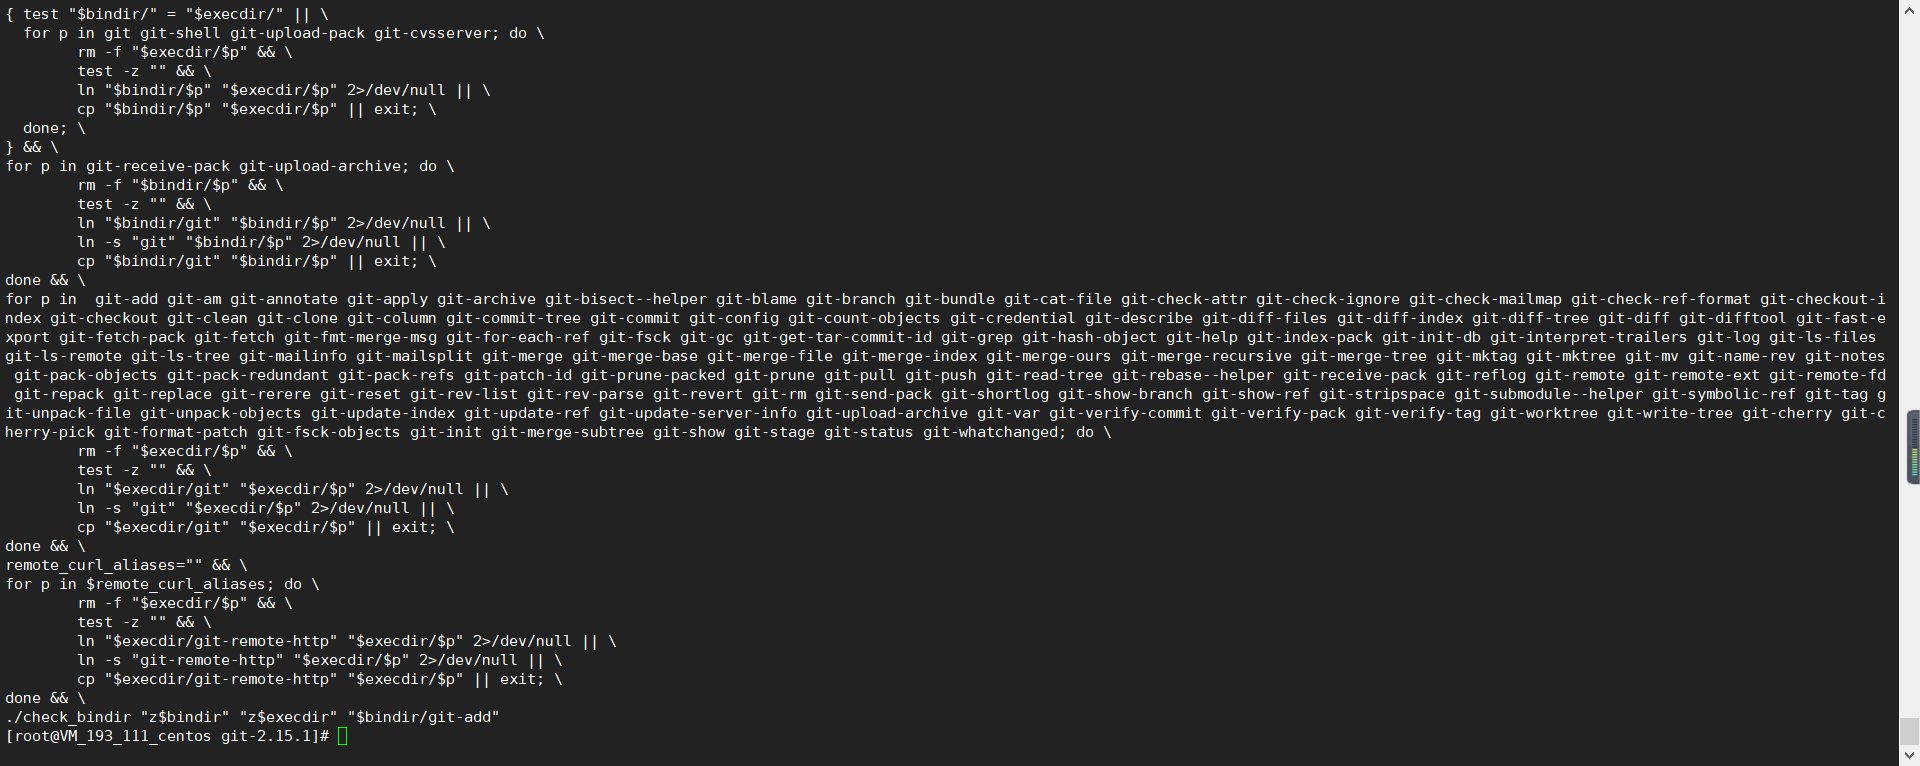 { test "$bindir/" = "$execdir/" || \
  for p in git git-shell git-upload-pack git-cvsserver; do \
        rm -f "$execdir/$p" && \
        test -z "" && \
        ln "$bindir/$p" "$execdir/$p" 2>/dev/null || \
        cp "$bindir/$p" "$execdir/$p" || exit; \
  done; \
} && \
for p in git-receive-pack git-upload-archive; do \
        rm -f "$bindir/$p" && \
        test -z "" && \
        ln "$bindir/git" "$bindir/$p" 2>/dev/null || \
        ln -s "git" "$bindir/$p" 2>/dev/null || \
        cp "$bindir/git" "$bindir/$p" || exit; \
done && \
for p in  git-add git-am git-annotate git-apply git-archive git-bisect--helper git-blame git-branch git-bundle git-cat-file git-check-attr git-check-ignore git-check-mailmap git-check-ref-format git-checkout-i
ndex git-checkout git-clean git-clone git-column git-commit-tree git-commit git-config git-count-objects git-credential git-describe git-diff-files git-diff-index git-diff-tree git-diff git-difftool git-fast-e
xport git-fetch-pack git-fetch git-fmt-merge-msg git-for-each-ref git-fsck git-gc git-get-tar-commit-id git-grep git-hash-object git-help git-index-pack git-init-db git-interpret-trailers git-log git-ls-files
git-ls-remote git-ls-tree git-mailinfo git-mailsplit git-merge git-merge-base git-merge-file git-merge-index git-merge-ours git-merge-recursive git-merge-tree git-mktag git-mktree git-mv git-name-rev git-notes
 git-pack-objects git-pack-redundant git-pack-refs git-patch-id git-prune-packed git-prune git-pull git-push git-read-tree git-rebase--helper git-receive-pack git-reflog git-remote git-remote-ext git-remote-fd
 git-repack git-replace git-rerere git-reset git-rev-list git-rev-parse git-revert git-rm git-send-pack git-shortlog git-show-branch git-show-ref git-stripspace git-submodule--helper git-symbolic-ref git-tag g
it-unpack-file git-unpack-objects git-update-index git-update-ref git-update-server-info git-upload-archive git-var git-verify-commit git-verify-pack git-verify-tag git-worktree git-write-tree git-cherry git-c
herry-pick git-format-patch git-fsck-objects git-init git-merge-subtree git-show git-stage git-status git-whatchanged; do \
        rm -f "$execdir/$p" && \
        test -z "" && \
        ln "$execdir/git" "$execdir/$p" 2>/dev/null || \
        ln -s "git" "$execdir/$p" 2>/dev/null || \
        cp "$execdir/git" "$execdir/$p" || exit; \
done && \
remote_curl_aliases="" && \
for p in $remote_curl_aliases; do \
        rm -f "$execdir/$p" && \
        test -z "" && \
        ln "$execdir/git-remote-http" "$execdir/$p" 2>/dev/null || \
        ln -s "git-remote-http" "$execdir/$p" 2>/dev/null || \
        cp "$execdir/git-remote-http" "$execdir/$p" || exit; \
done && \
./check_bindir "z$bindir" "z$execdir" "$bindir/git-add"
[root@VM_193_111_centos git-2.15.1]#